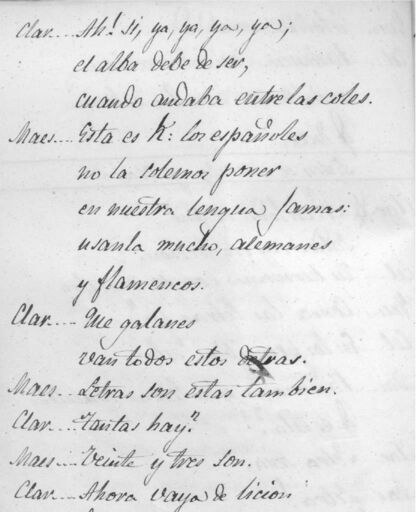 Clar.... Ah! si, ya, ya, ya, ya;
el alba debe de ser,
cuando andaba entre las coles.
Maes.... Esta es K: los españoles
no la solemos poner
en nuestra lengua jamas:
usanla mucho, alemanes
y flamencos.
Clar.... Que galanes
van todos estos detras.
Maes... Letras son estas tambien.
Clar.... Tantas hay?
Maes... Veinte y tres son.
Clar.... Ahora vaya de licion